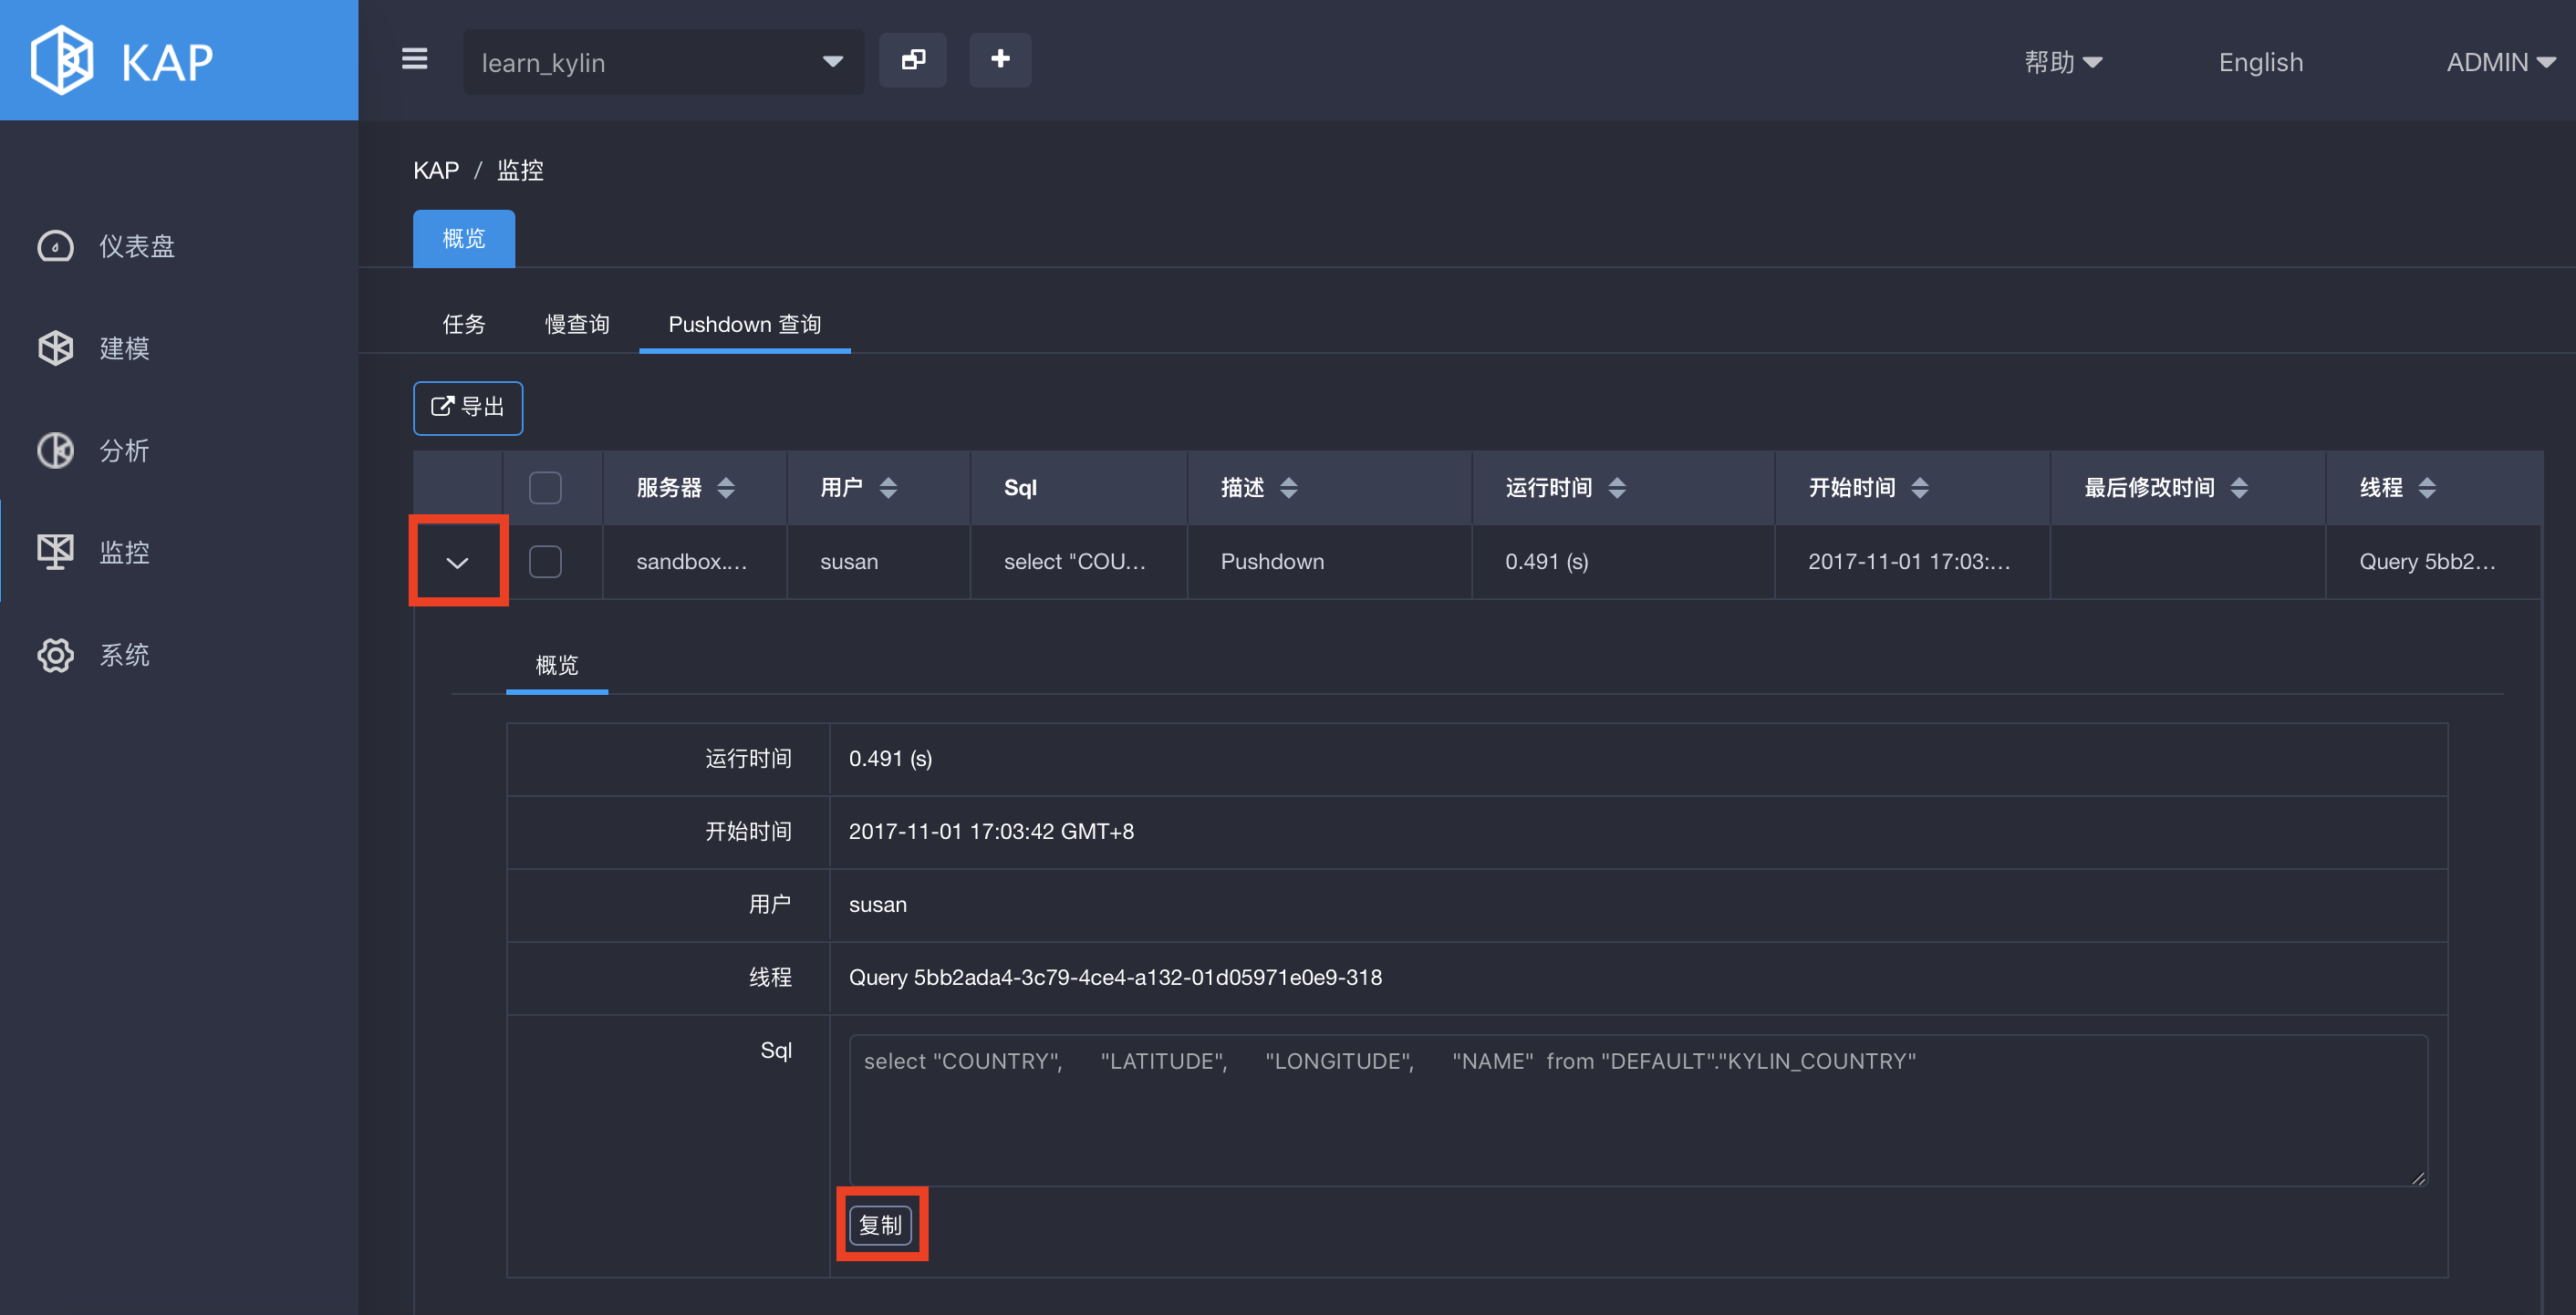 KAP
learn_kylin
帮助
English
ADMIN
KAP / 监控
概览
仪表盘
建模
分析
监控
系统
任务 慢查询 Pushdown 查询
导出
服务器 用户 Sql 描述 运行时间 开始时间 最后修改时间 线程
sandbox.... susan select "COU... Pushdown 0.491 (s) 2017-11-01 17:03:... Query 5bb2...
概览
运行时间 0.491 (s)
开始时间 2017-11-01 17:03:42 GMT+8
用户 susan
线程 Query 5bb2ada4-3c79-4ce4-a132-01d05971e0e9-318
Sql select "COUNTRY", "LATITUDE", "LONGITUDE", "NAME" from "DEFAULT"."KYLIN_COUNTRY"
复制